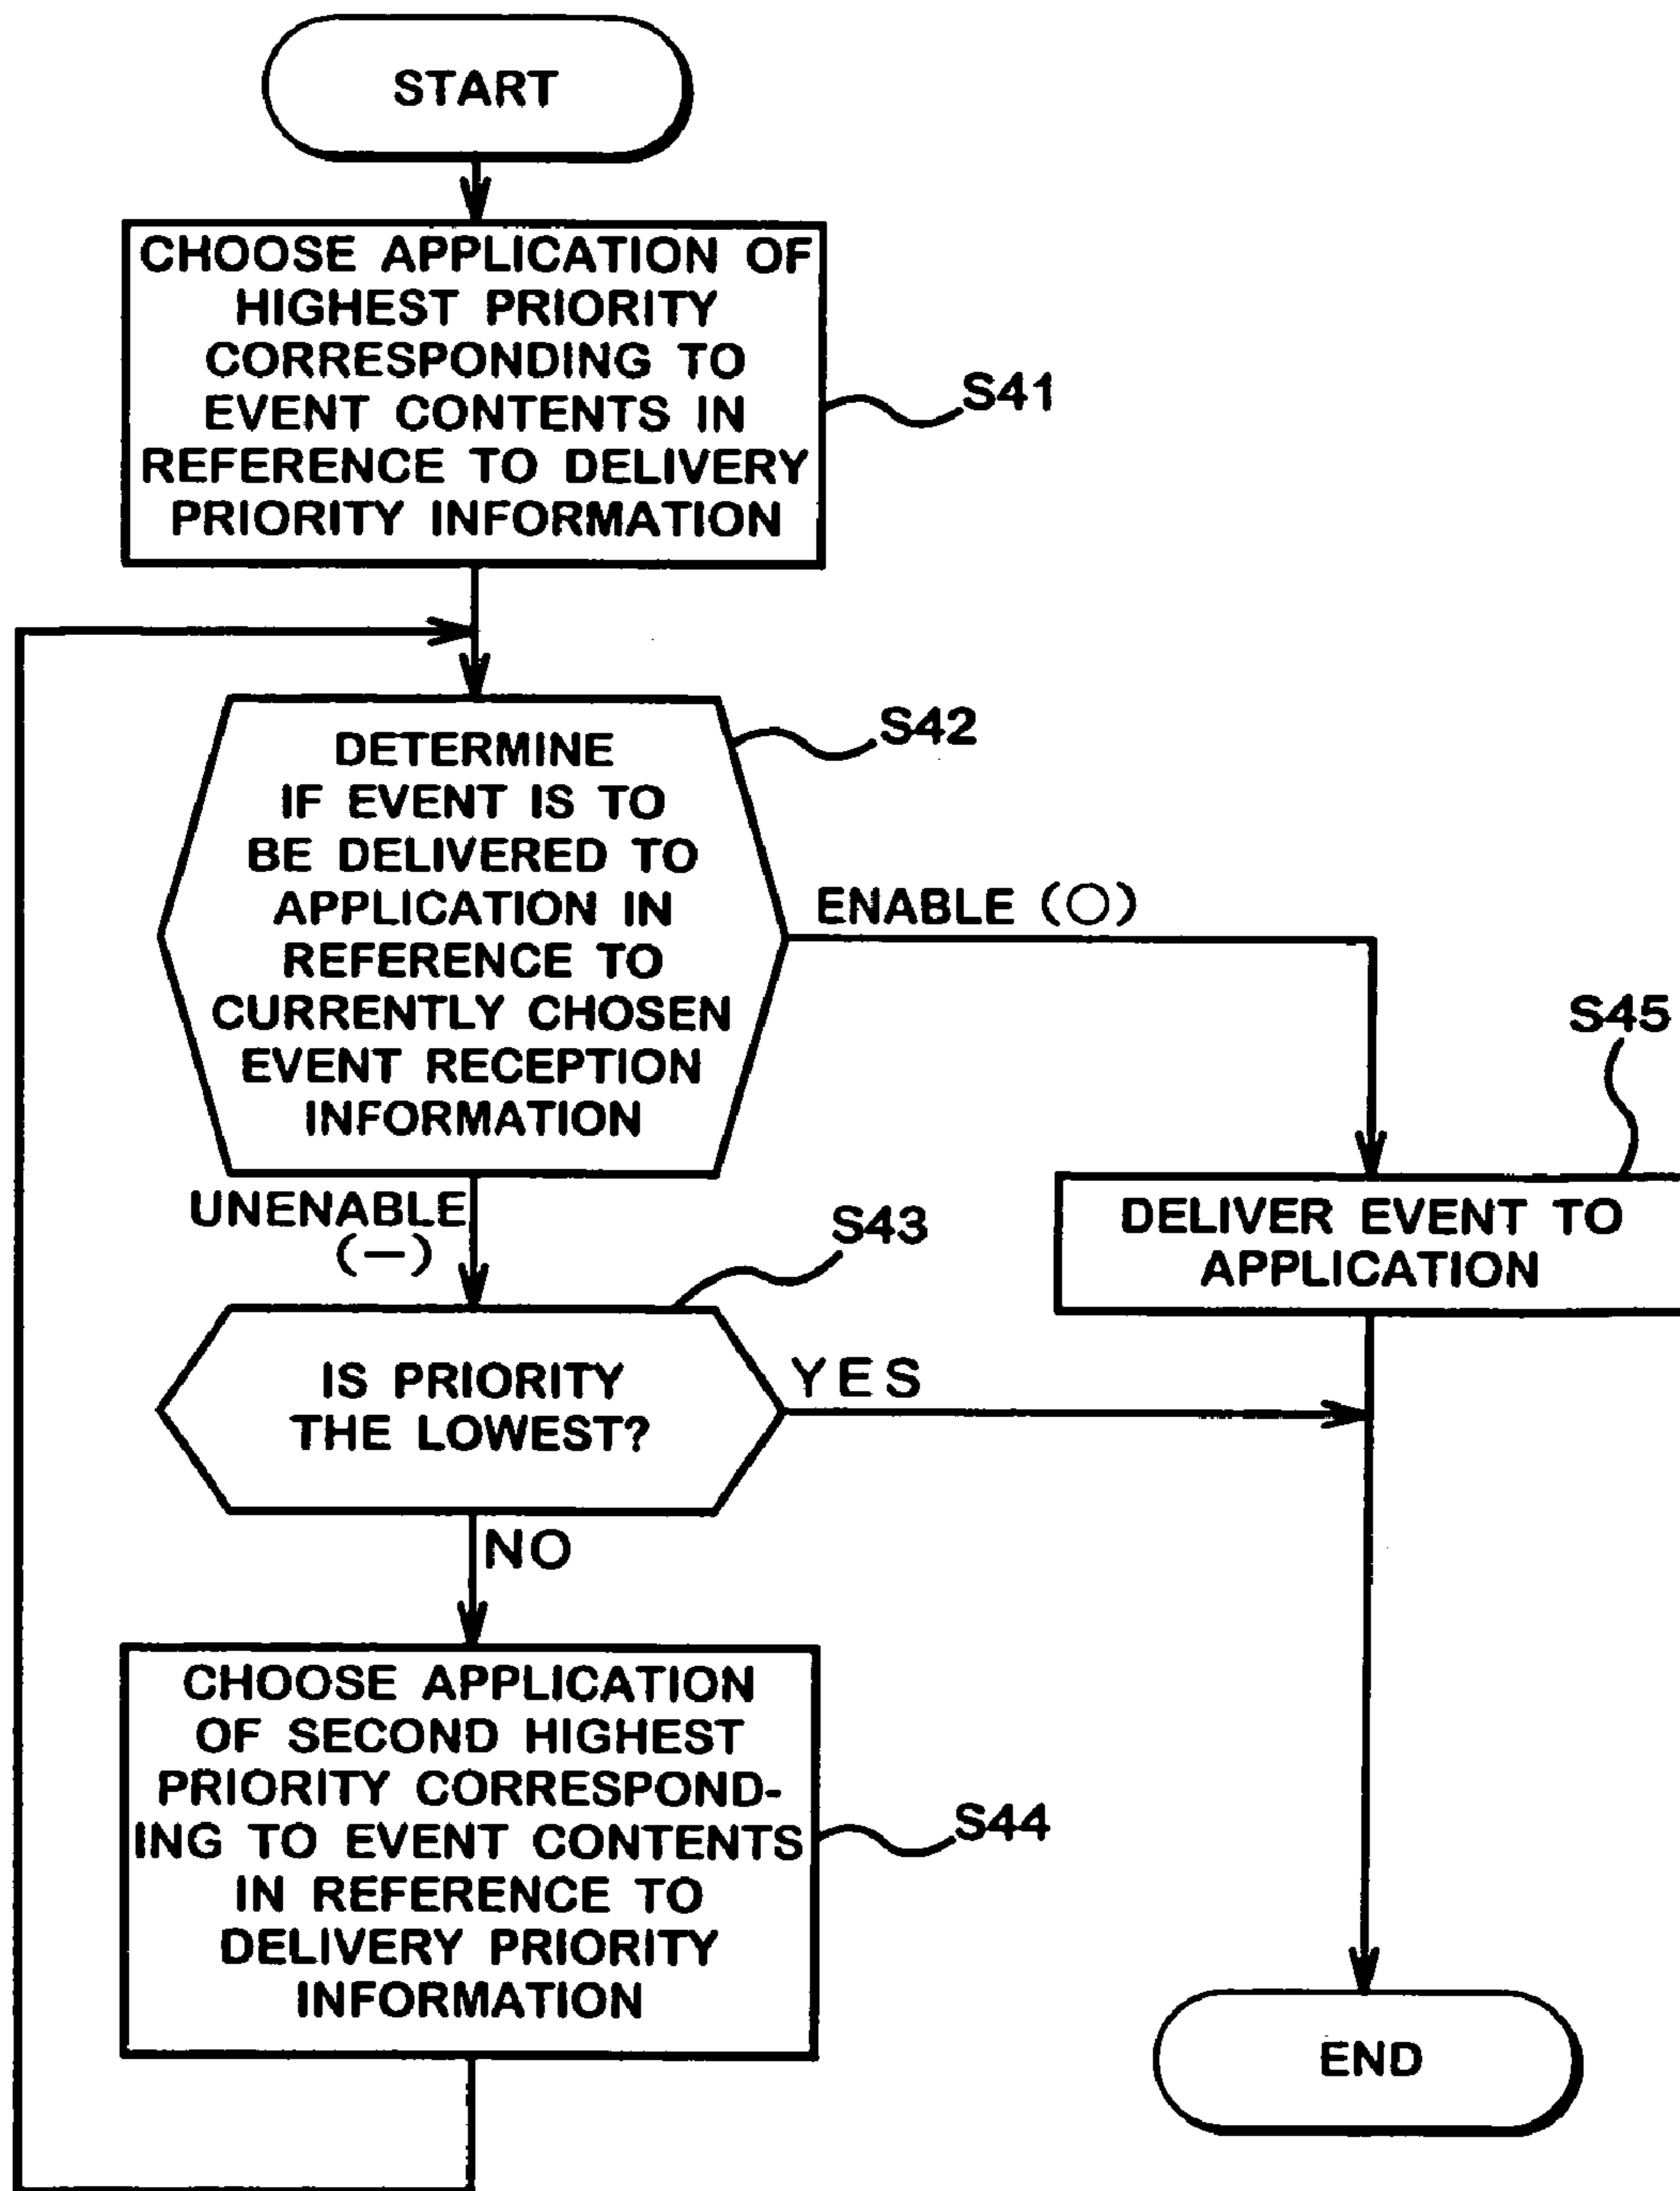 START
CHOOSE APPLICATION OF
HIGHEST PRIORITY
CORRESPONDING TO
EVENT CONTENTS IN
REFERENCE TO DELIVERY
PRIORITY INFORMATION
S41
DETERMINE
IF EVENT IS TO
BE DELIVERED TO
APPLICATION IN
REFERENCE TO
CURRENTLY CHOSEN
EVENT RECEPTION
INFORMATION
S42
ENABLE (○)
UNENABLE
(—)
S45
DELIVER EVENT TO
APPLICATION
S43
IS PRIORITY
THE LOWEST?
YES
NO
CHOOSE APPLICATION
OF SECOND HIGHEST
PRIORITY CORRESPOND-
ING TO EVENT CONTENTS
IN REFERENCE TO
DELIVERY PRIORITY
INFORMATION
S44
END